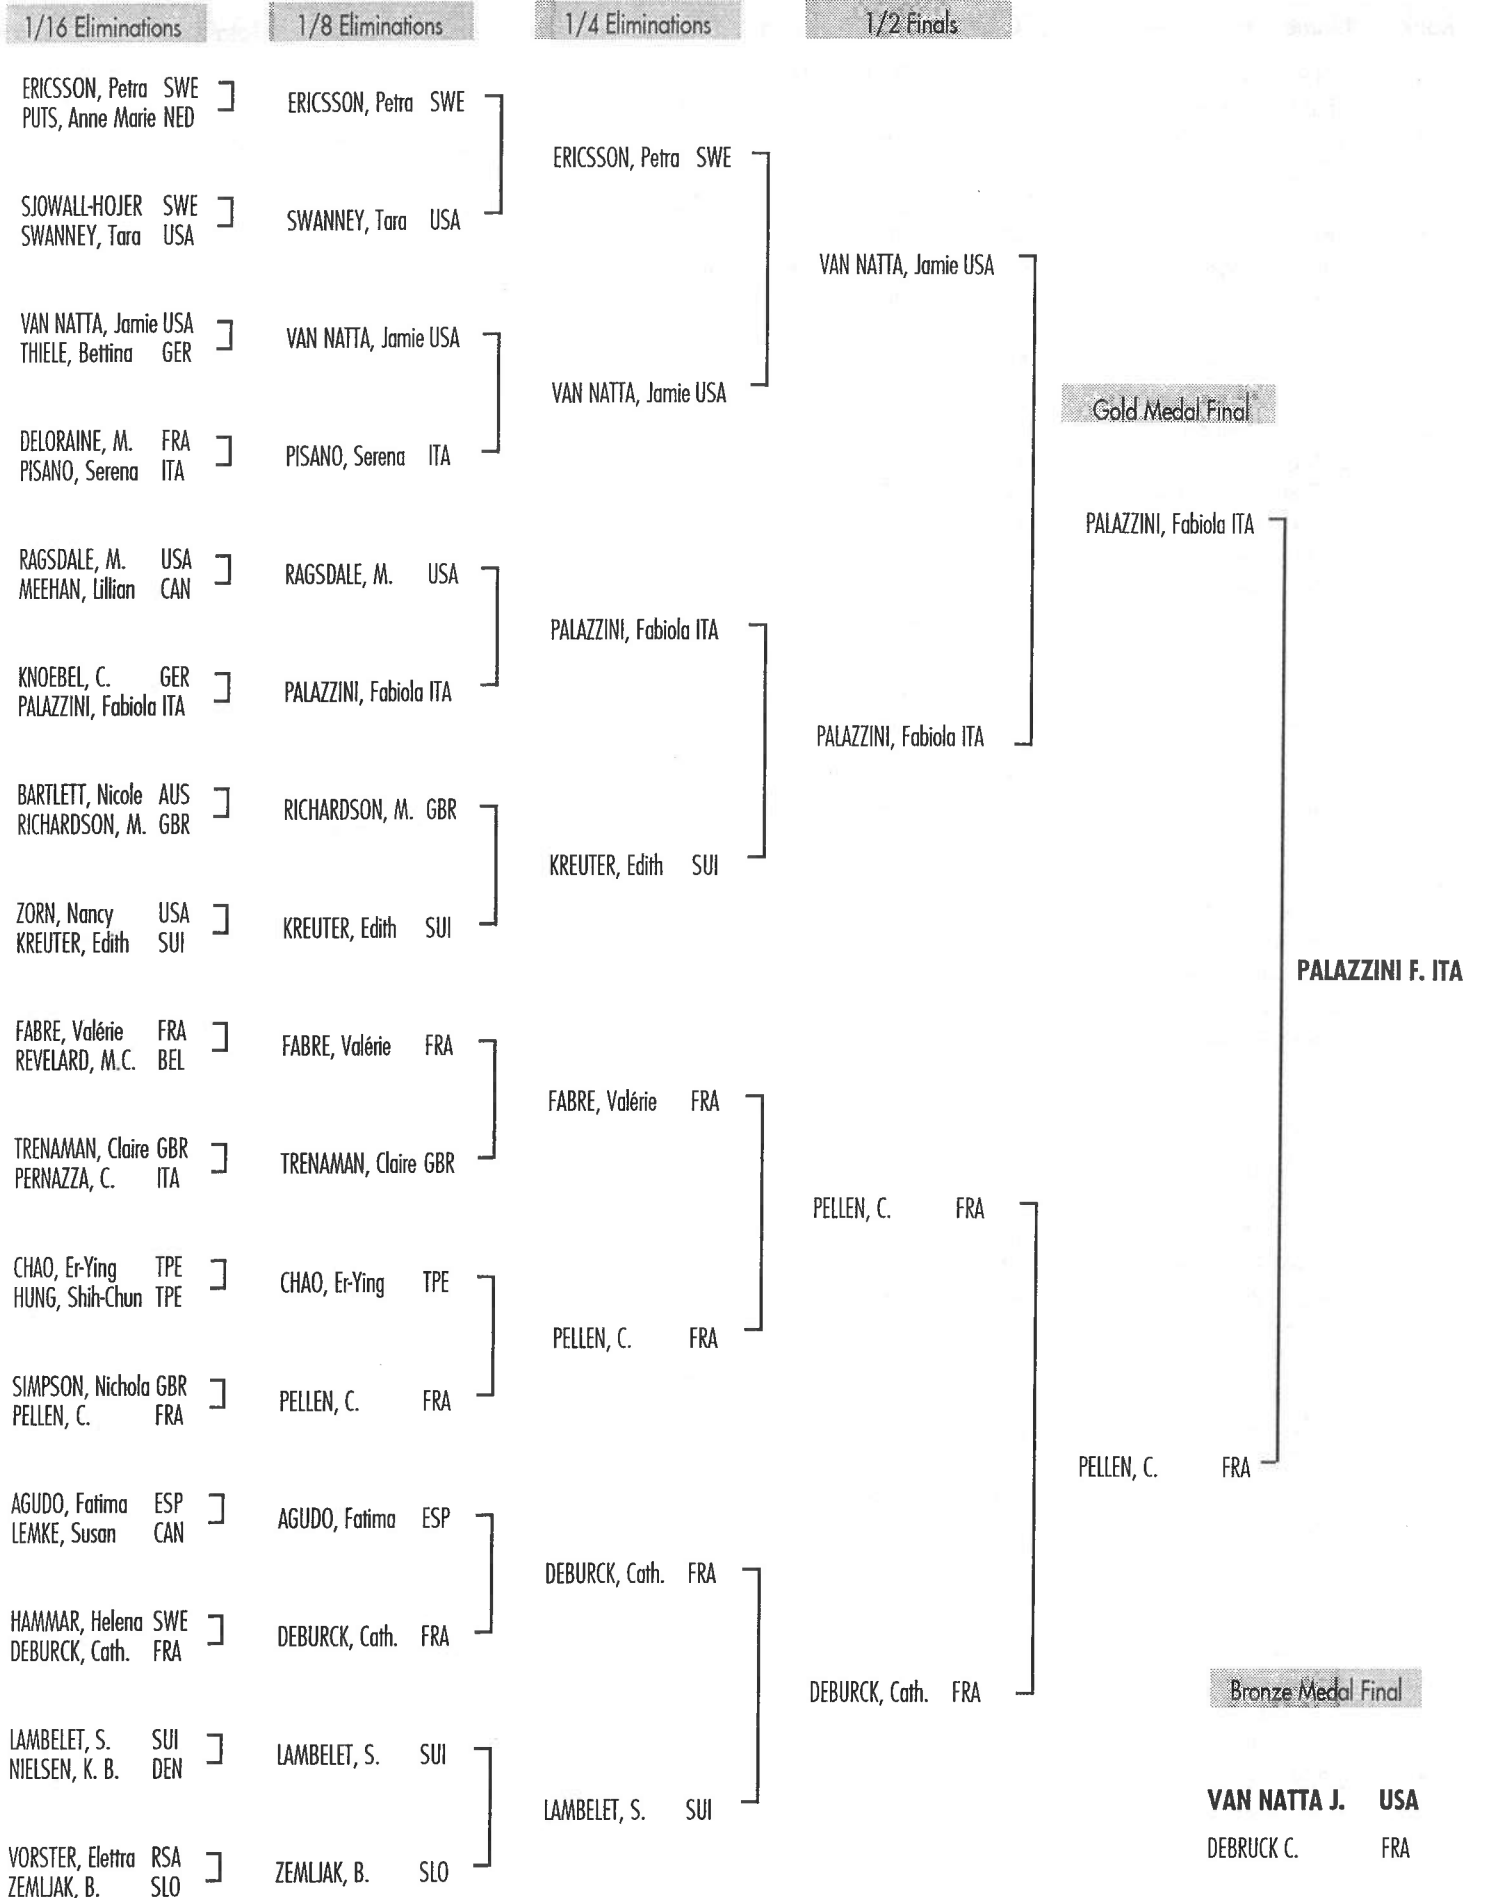 1/16 Eliminations
1/8 Eliminations
1/4 Eliminations
1/2 Finals
ERICSSON, Petra SWE
PUTS, Anne Marie NED
SJOWALL-HOJER SWE
SWANNEY, Tara USA
VAN NATTA, Jamie USA
THIELE, Bettina GER
DELORAINE, M. FRA
PISANO, Serena ITA
RAGSDALE, M. USA
MEEHAN, Lillian CAN
KNOEBEL, C. GER
PALAZZINI, Fabiola ITA
BARTLETT, Nicole AUS
RICHARDSON, M. GBR
ZORN, Nancy USA
KREUTER, Edith SUI
FABRE, Valérie FRA
REVELARD, M.C. BEL
TRENAMAN, Claire GBR
PERNAZZA, C. ITA
CHAO, Er-Ying TPE
HUNG, Shih-Chun TPE
SIMPSON, Nichola GBR
PELLEN, C. FRA
AGUDO, Fatima ESP
LEMKE, Susan CAN
HAMMAR, Helena SWE
DEBURCK, Cath. FRA
LAMBELET, S. SUI
NIELSEN, K. B. DEN
VORSTER, Elettra RSA
ZEMLJAK, B. SLO
ERICSSON, Petra SWE
SWANNEY, Tara USA
VAN NATTA, Jamie USA
PISANO, Serena ITA
RAGSDALE, M. USA
PALAZZINI, Fabiola ITA
RICHARDSON, M. GBR
KREUTER, Edith SUI
FABRE, Valérie FRA
TRENAMAN, Claire GBR
CHAO, Er-Ying TPE
PELLEN, C. FRA
AGUDO, Fatima ESP
DEBURCK, Cath. FRA
LAMBELET, S. SUI
ZEMLJAK, B. SLO
ERICSSON, Petra SWE
VAN NATTA, Jamie USA
PALAZZINI, Fabiola ITA
KREUTER, Edith SUI
FABRE, Valérie FRA
PELLEN, C. FRA
DEBURCK, Cath. FRA
LAMBELET, S. SUI
VAN NATTA, Jamie USA
PALAZZINI, Fabiola ITA
PELLEN, C. FRA
DEBURCK, Cath. FRA
Gold Medal Final
PALAZZINI, Fabiola ITA
PELLEN, C. FRA
PALAZZINI F. ITA
Bronze Medal Final
VAN NATTA J. USA
DEBRUCK C. FRA